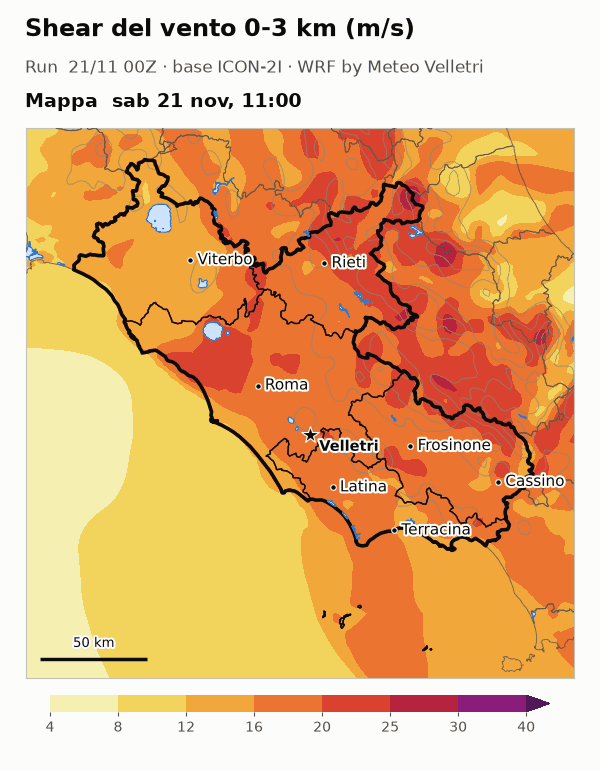 Shear del vento 0-3 km (m/s)
Run  21/11 00Z · base ICON-2I · WRF by Meteo Velletri
Mappa  sab 21 nov, 11:00
Viterbo
Rieti
Roma
Velletri
Frosinone
Cassino
Latina
Terracina
50 km
4 8 12 16 20 25 30 40